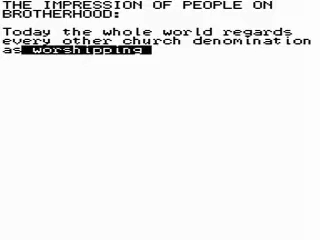 THE IMPRESSION OF PEOPLE ON
BROTHERHOOD:
Today the whole world regards
every other church denomination
as worshipping